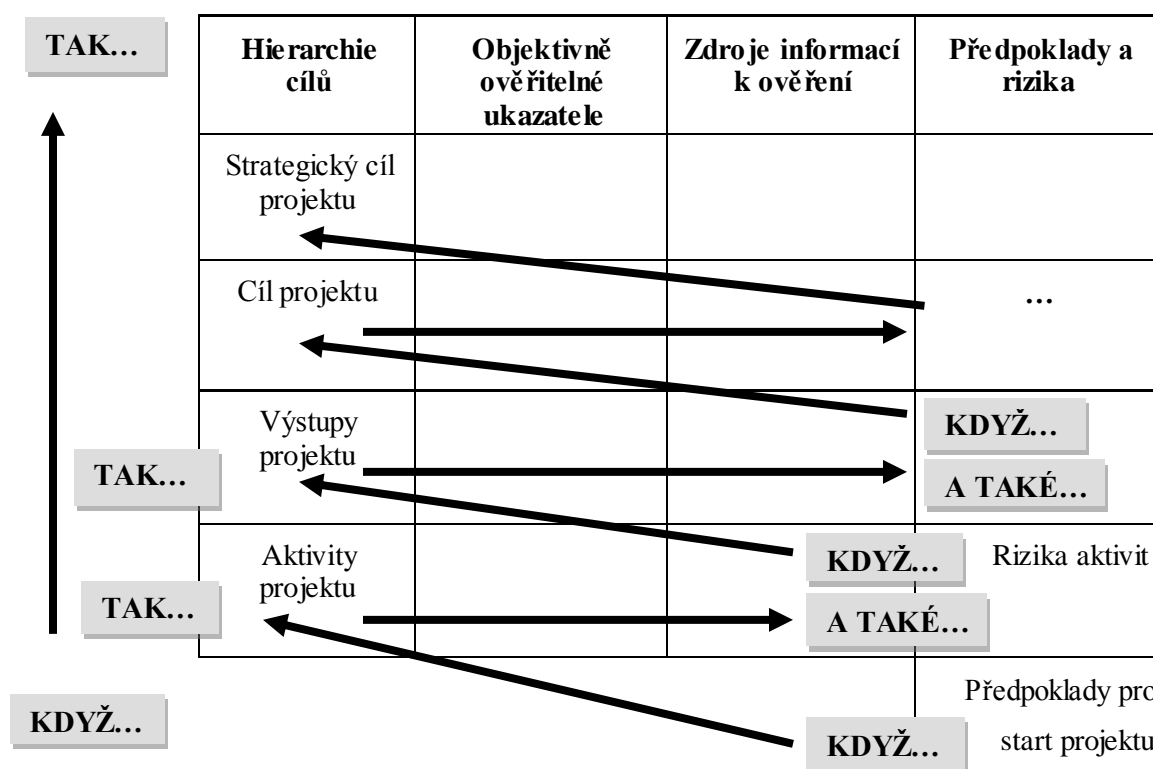 TAK…
Hierarchie
cílů
Objektivně
ověřitelné
ukazatele
Zdroje informací
k ověření
Předpoklady a
rizika
Strategický cíl
projektu
Cíl projektu
…
Výstupy
projektu
KDYŽ…
TAK…
A TAKÉ…
Aktivity
projektu
KDYŽ…
Rizika aktivit
TAK…
A TAKÉ…
Předpoklady pro
start projektu
KDYŽ…
KDYŽ…